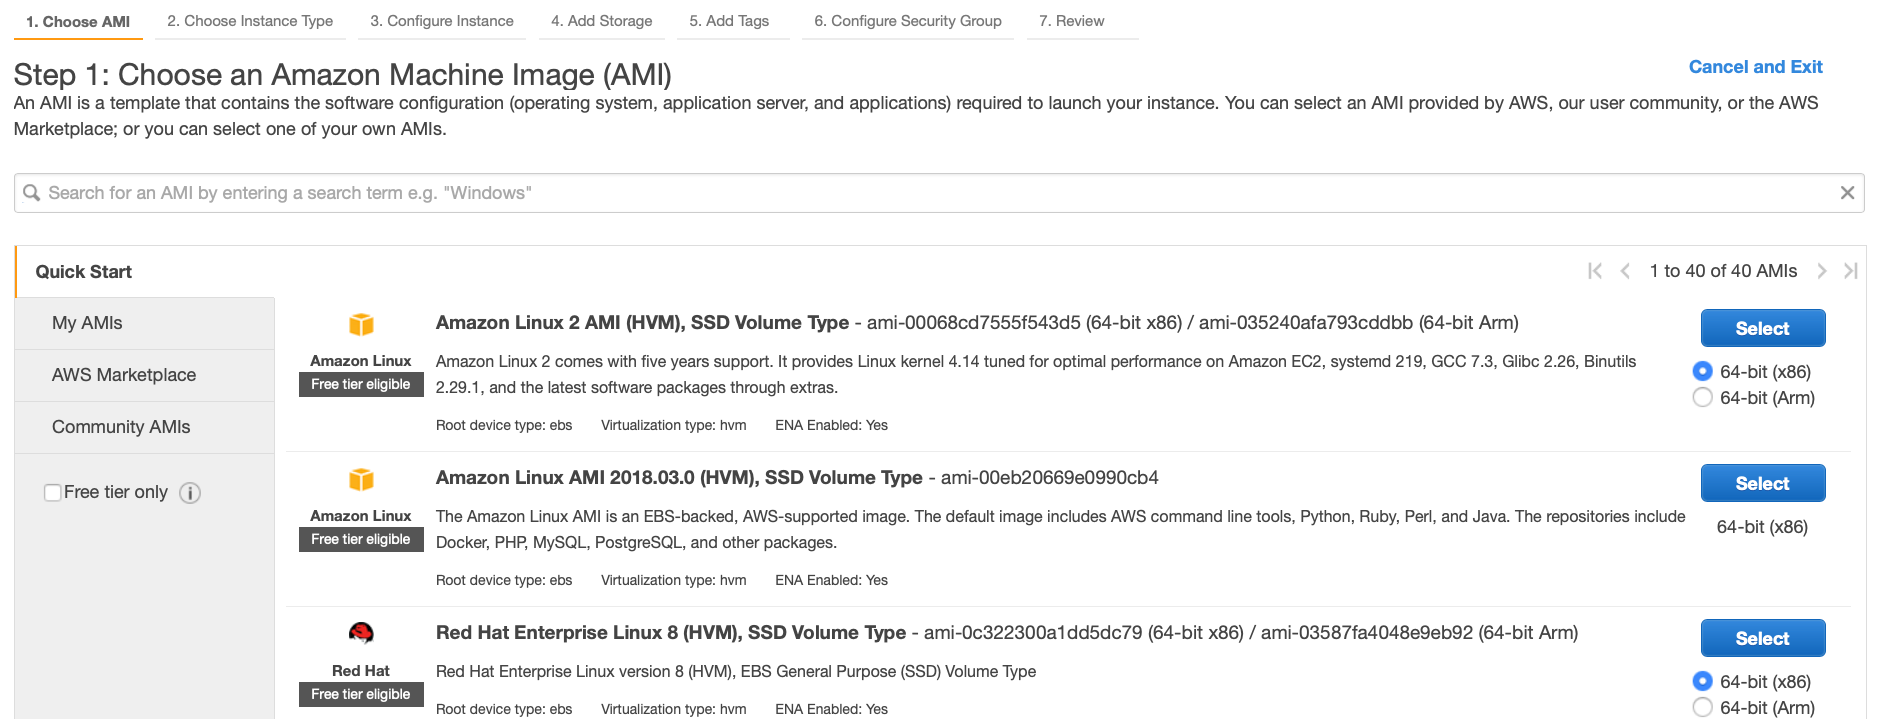 1. Choose AMI 2. Choose Instance Type 3. Configure Instance 4. Add Storage 5. Add Tags 6. Configure Security Group 7. Review
Step 1: Choose an Amazon Machine Image (AMI)
Cancel and Exit
An AMI is a template that contains the software configuration (operating system, application server, and applications) required to launch your instance. You can select an AMI provided by AWS, our user community, or the AWS
Marketplace; or you can select one of your own AMIs.
Search for an AMI by entering a search term e.g. "Windows"
Quick Start
1 to 40 of 40 AMIs
My AMIs
AWS Marketplace
Community AMIs
Free tier only
Amazon Linux
Free tier eligible
Amazon Linux 2 AMI (HVM), SSD Volume Type - ami-00068cd7555f543d5 (64-bit x86) / ami-035240afa793cddbb (64-bit Arm)
Amazon Linux 2 comes with five years support. It provides Linux kernel 4.14 tuned for optimal performance on Amazon EC2, systemd 219, GCC 7.3, Glibc 2.26, Binutils
2.29.1, and the latest software packages through extras.
Root device type: ebs Virtualization type: hvm ENA Enabled: Yes
Select
64-bit (x86)
64-bit (Arm)
Amazon Linux
Free tier eligible
Amazon Linux AMI 2018.03.0 (HVM), SSD Volume Type - ami-00eb20669e0990cb4
The Amazon Linux AMI is an EBS-backed, AWS-supported image. The default image includes AWS command line tools, Python, Ruby, Perl, and Java. The repositories include
Docker, PHP, MySQL, PostgreSQL, and other packages.
Root device type: ebs Virtualization type: hvm ENA Enabled: Yes
Select
64-bit (x86)
Red Hat
Free tier eligible
Red Hat Enterprise Linux 8 (HVM), SSD Volume Type - ami-0c322300a1dd5dc79 (64-bit x86) / ami-03587fa4048e9eb92 (64-bit Arm)
Red Hat Enterprise Linux version 8 (HVM), EBS General Purpose (SSD) Volume Type
Root device type: ebs Virtualization type: hvm ENA Enabled: Yes
Select
64-bit (x86)
64-bit (Arm)